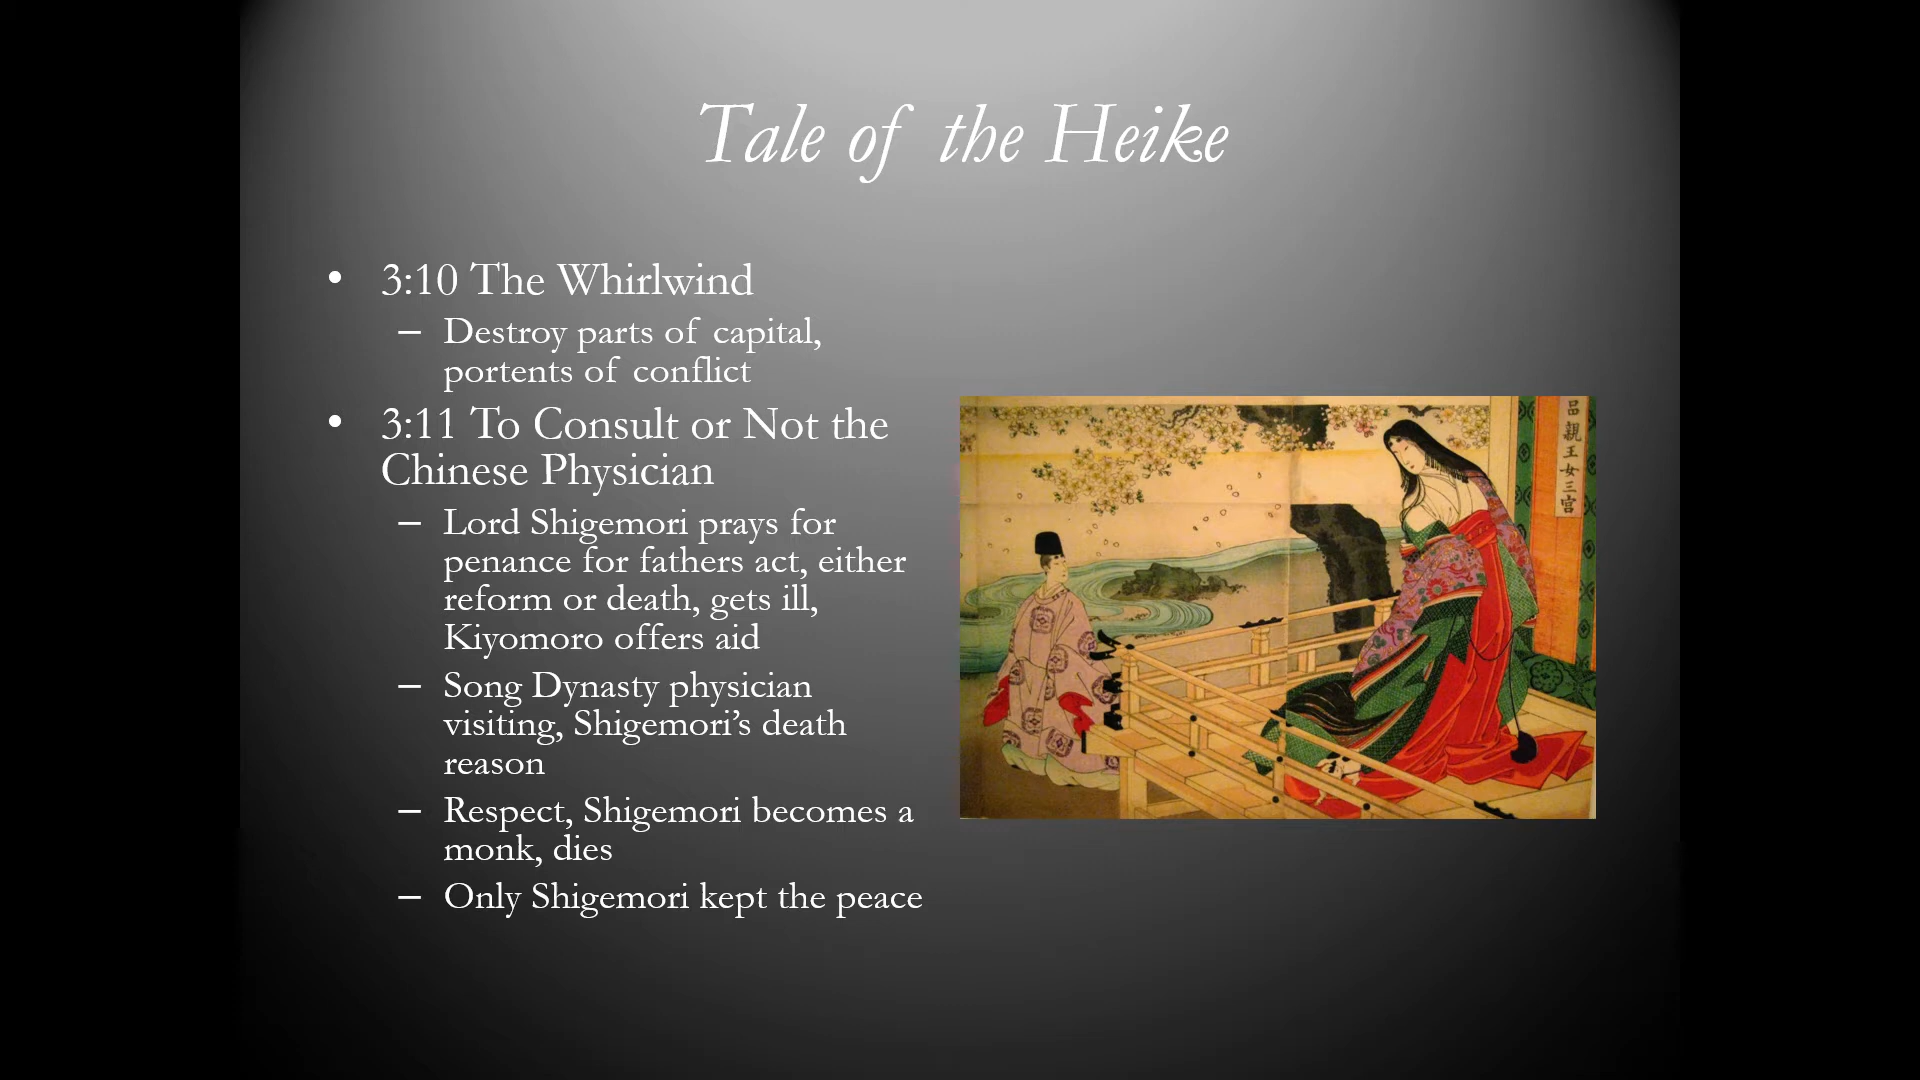 Tale of the Heike
• 3:10 The Whirlwind
– Destroy parts of capital,
portents of conflict
• 3:11 To Consult or Not the
Chinese Physician
– Lord Shigemori prays for
penance for fathers act, either
reform or death, gets ill,
Kiyomoro offers aid
– Song Dynasty physician
visiting, Shigemori’s death
reason
– Respect, Shigemori becomes a
monk, dies
– Only Shigemori kept the peace
品親王女三宮